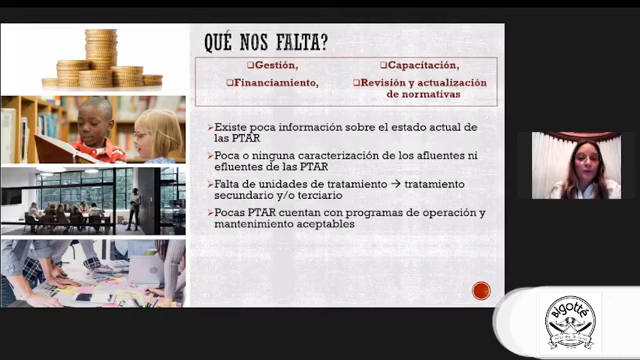 QUÉ NOS FALTA?
❑Gestión,
❑Capacitación,
❑Financiamiento,
❑Revisión y actualización
de normativas
➢Existe poca información sobre el estado actual de
las PTAR
➢Poca o ninguna caracterización de los afluentes ni
efluentes de las PTAR
➢Falta de unidades de tratamiento → tratamiento
secundario y/o terciario
➢Pocas PTAR cuentan con programas de operación y
mantenimiento aceptables
Bigotté